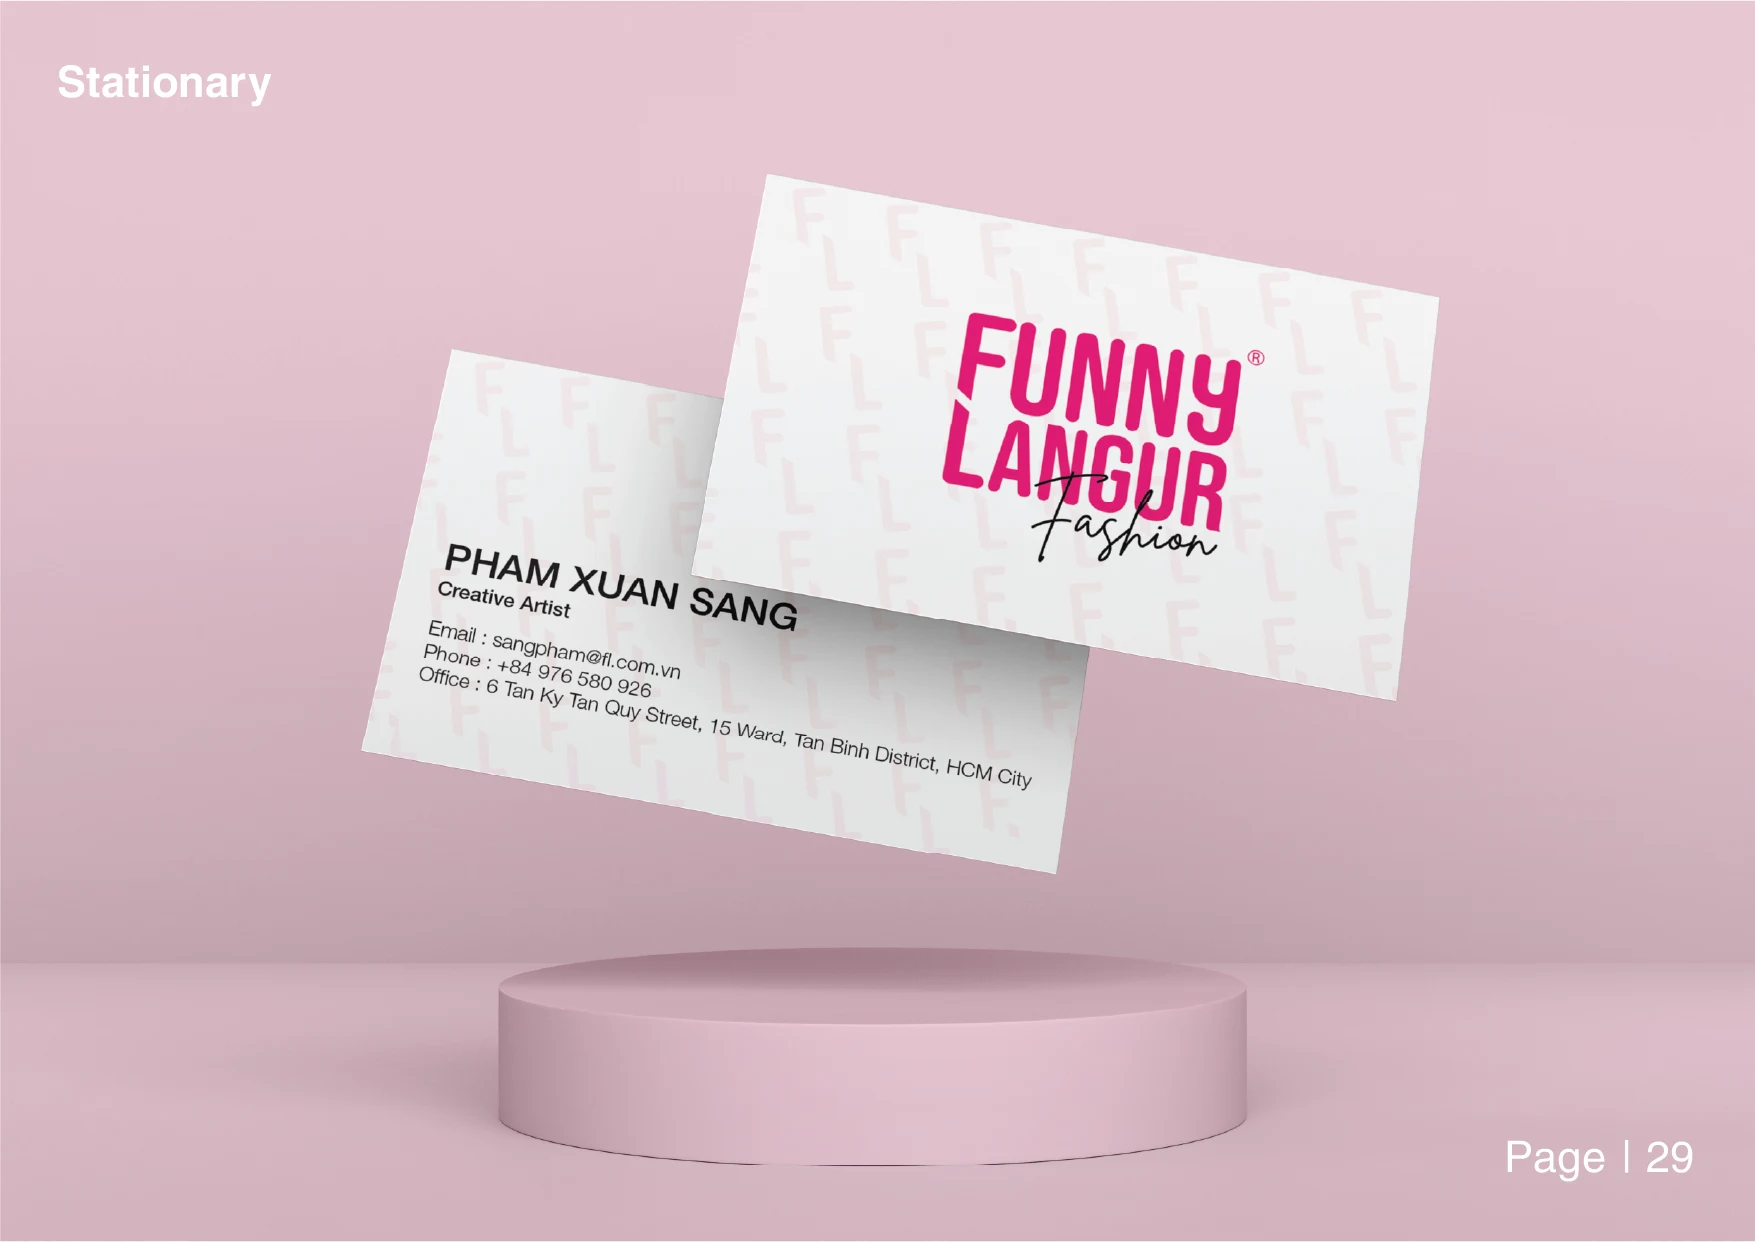 Stationary
FUNNY®
LANGUR
Fashion
PHAM XUAN SANG
Creative Artist
Email : sangpham@fl.com.vn
Phone : +84 976 580 926
Office : 6 Tan Ky Tan Quy Street, 15 Ward, Tan Binh District, HCM City
Page | 29